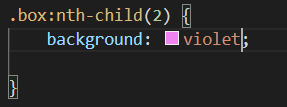 .box:nth-child(2) {
background: violet;
}